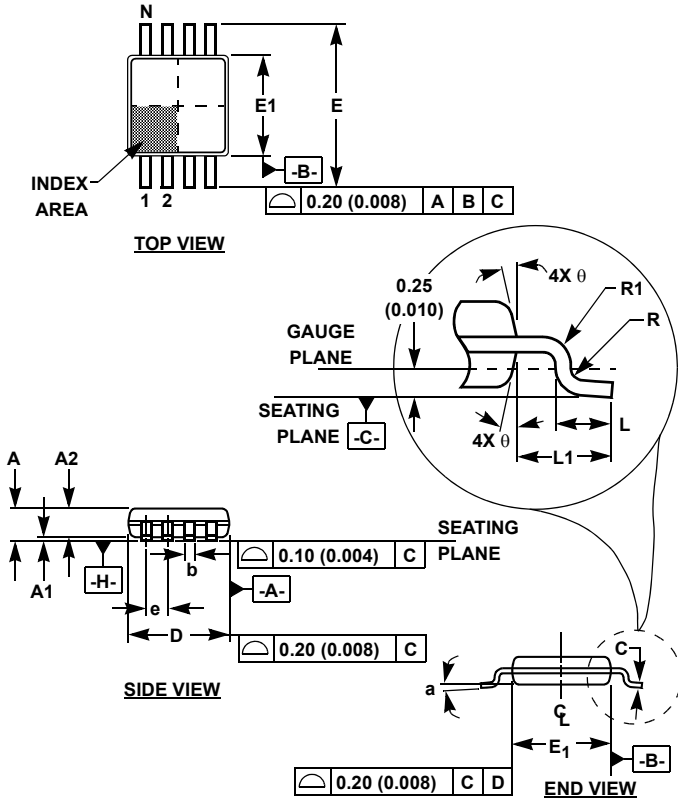 N
E1
E
-B-
INDEX
AREA
1 2
0.20 (0.008) A B C
TOP VIEW
0.25
(0.010)
4X θ
R1
R
GAUGE
PLANE
SEATING
PLANE -C-
4X θ
L
L1
A A2
SEATING
PLANE
0.10 (0.004) C
A1
-H-
b
-A-
e
D
0.20 (0.008) C
SIDE VIEW
C
a
CL
E1
-B-
0.20 (0.008) C D
END VIEW